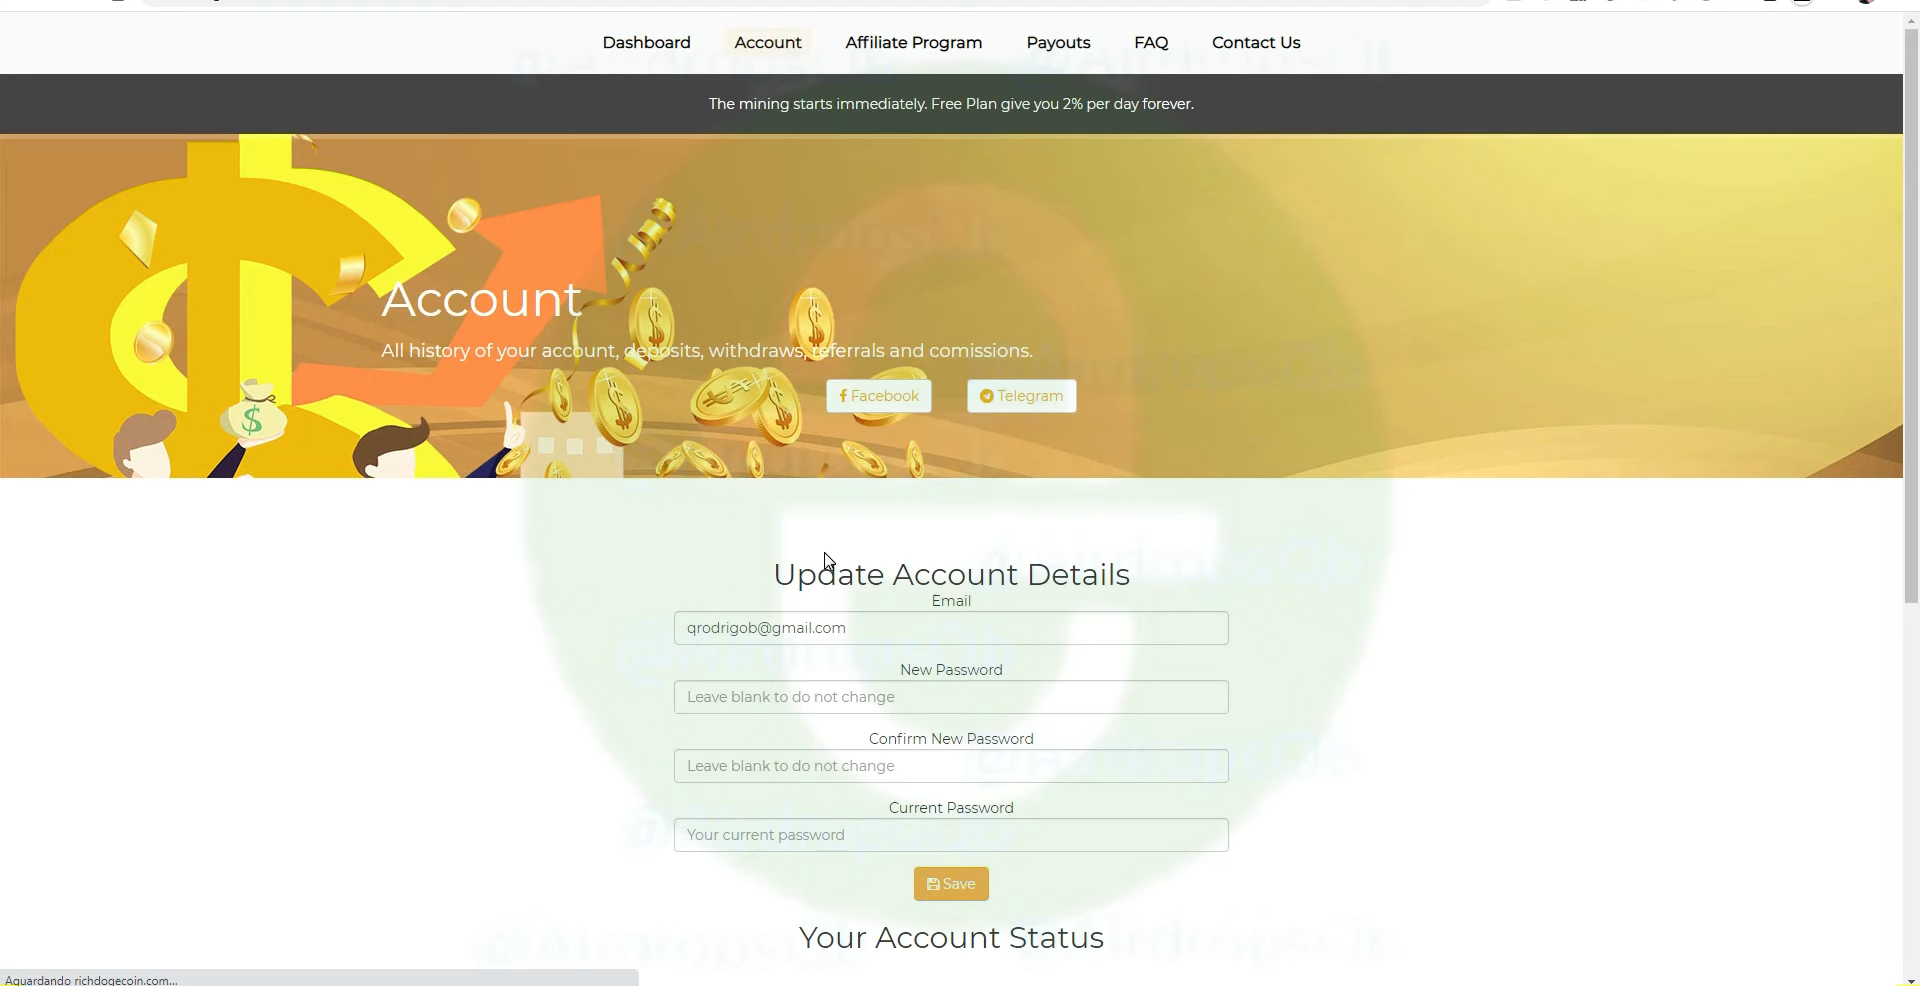 Dashboard Account Affiliate Program Payouts FAQ Contact Us
The mining starts immediately. Free Plan give you 2% per day forever.
Account
All history of your account, deposits, withdraws, referrals and comissions.
Facebook Telegram
Update Account Details
Email
qrodrigob@gmail.com
New Password
Leave blank to do not change
Confirm New Password
Leave blank to do not change
Current Password
Your current password
Save
Your Account Status
Aguardando richdogecoin.com...